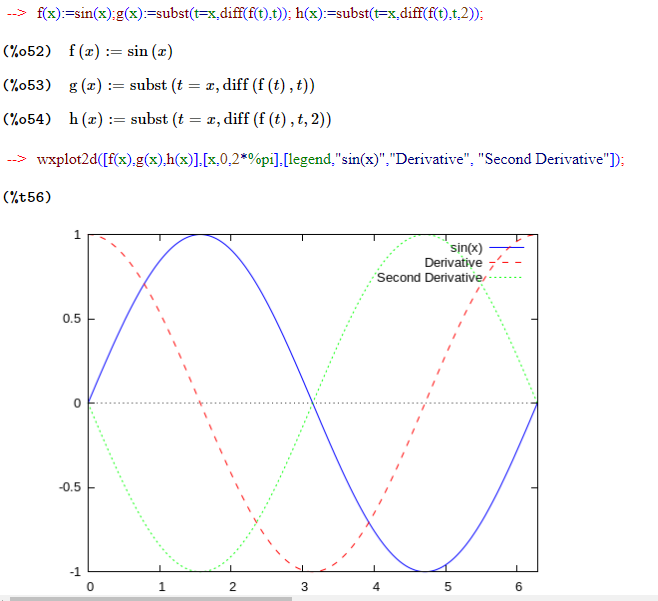 --> f(x):=sin(x);g(x):=subst(t=x,diff(f(t),t)); h(x):=subst(t=x,diff(f(t),t,2));
(%o52) f (x) := sin (x)
(%o53) g (x) := subst (t = x, diff (f (t) , t))
(%o54) h (x) := subst (t = x, diff (f (t) , t, 2))
--> wxplot2d([f(x),g(x),h(x)],[x,0,2*%pi],[legend,"sin(x)","Derivative", "Second Derivative"]);
(%t56)
1
sin(x)
Derivative
Second Derivative
0.5
0
-0.5
-1
0 1 2 3 4 5 6